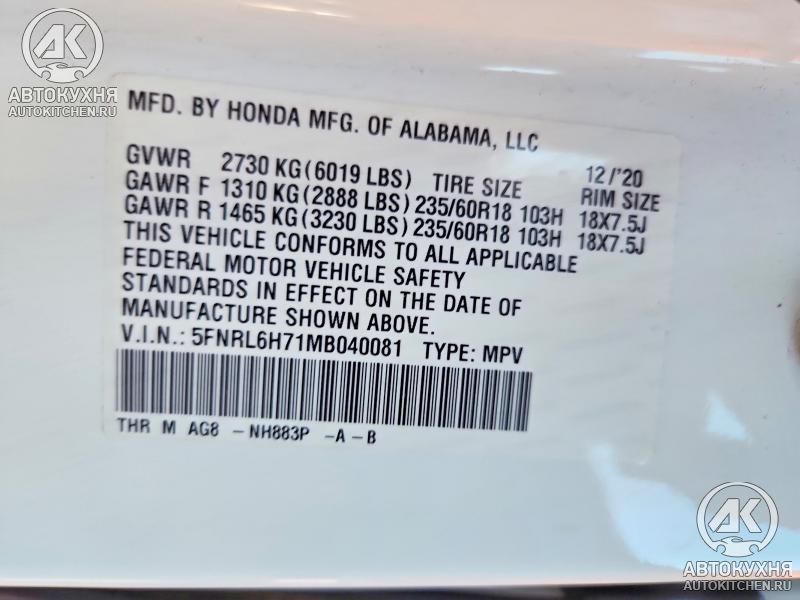 AK
АВТОКУХНЯ
AUTOKITCHEN.RU
MFD. BY HONDA MFG. OF ALABAMA, LLC
12/'20
GVWR 2730 KG(6019 LBS) TIRE SIZE RIM SIZE
GAWR F 1310 KG(2888 LBS) 235/60R18 103H 18X7.5J
GAWR R 1465 KG(3230 LBS) 235/60R18 103H 18X7.5J
THIS VEHICLE CONFORMS TO ALL APPLICABLE
FEDERAL MOTOR VEHICLE SAFETY
STANDARDS IN EFFECT ON THE DATE OF
MANUFACTURE SHOWN ABOVE.
V.I.N.: 5FNRL6H71MB040081 TYPE: MPV
THR M AG8 - NH883P -A-B
AK
АВТОКУХНЯ
AUTOKITCHEN.RU